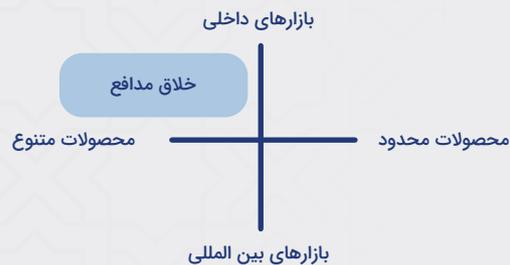 بازارهای داخلی
خلاق مدافع
محصولات محدود
محصولات متنوع
بازارهای بین المللی